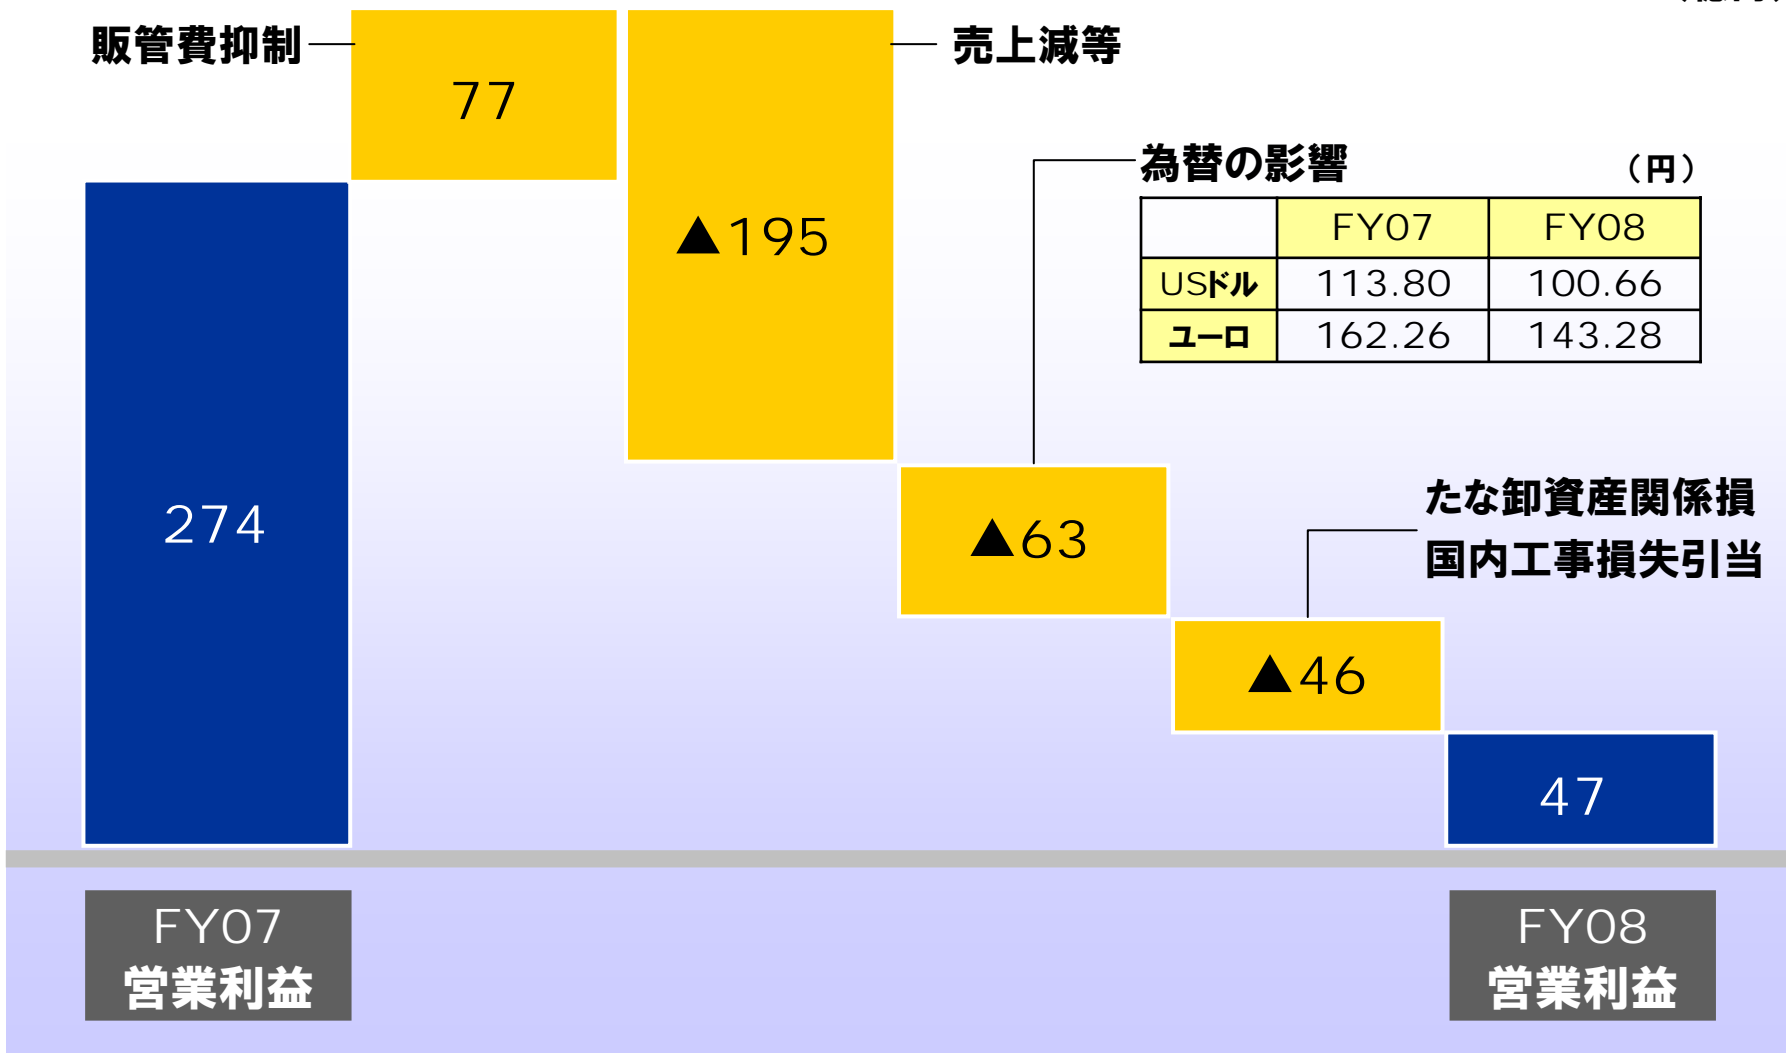 販管費抑制
77
売上減等
▲195
274
為替の影響
（円）
FY07 FY08
USドル 113.80 100.66
ユーロ 162.26 143.28
▲63
たな卸資産関係損
国内工事損失引当
▲46
47
FY07
営業利益
FY08
営業利益